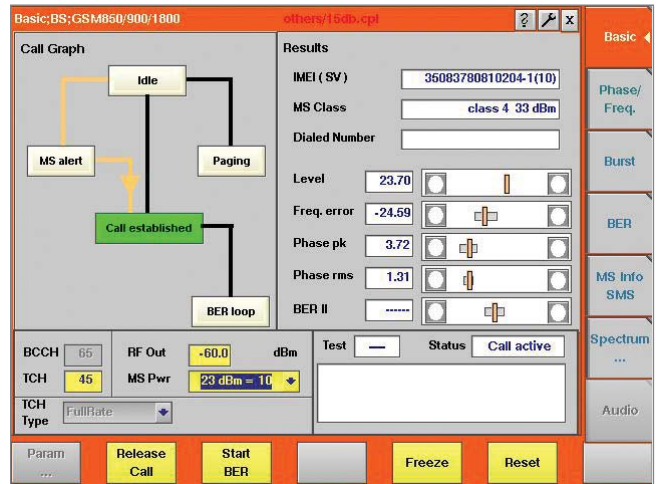 Basic;BS;GSM850/900/1800 others/15db.cpl ? x
Basic
Call Graph
Idle
MS alert
Paging
Call established
BER loop
Results
IMEI ( SV ) 35083780810204-1(10)
MS Class class 4 33 dBm
Dialed Number
Level 23.70
Freq. error -24.59
Phase pk 3.72
Phase rms 1.31
BER II ------
Phase/
Freq.
Burst
BER
MS Info
SMS
Spectrum
...
Audio
BCCH 65 RF Out -60.0 dBm
TCH 45 MS Pwr 23 dBm = 10
TCH
Type FullRate
Test — Status Call active
Param
...
Release
Call
Start
BER
Freeze
Reset